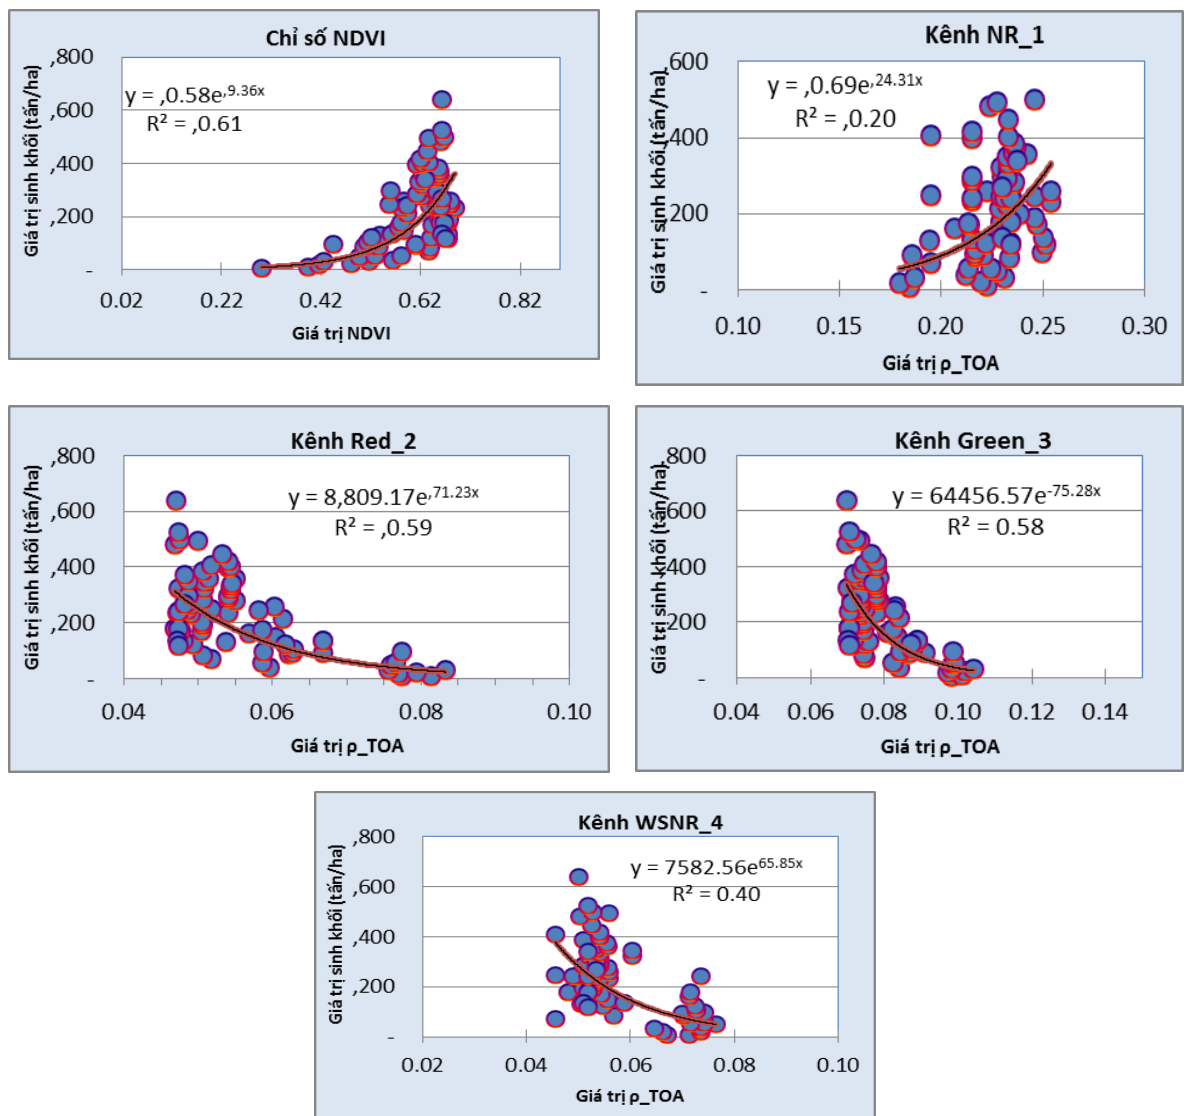 Chỉ số NDVI
Giá trị sinh khối (tấn/ha)
,800
,600
,400
,200
-
y = ,0.58e,9.36x
R² = ,0.61
0.02 0.22 0.42 0.62 0.82
Giá trị NDVI
Kênh NR_1
Giá trị sinh khối (tấn/ha)
,600
,400
,200
-
y = ,0.69e,24.31x
R² = ,0.20
0.10 0.15 0.20 0.25 0.30
Giá trị ρ_TOA
Kênh Red_2
Giá trị sinh khối (tấn/ha)
,800
,600
,400
,200
-
y = 8,809.17e,71.23x
R² = ,0.59
0.04 0.06 0.08 0.10
Giá trị ρ_TOA
Kênh Green_3
Giá trị sinh khối (tấn/ha)
,800
,600
,400
,200
-
y = 64456.57e-75.28x
R² = 0.58
0.04 0.06 0.08 0.10 0.12 0.14
Giá trị ρ_TOA
Kênh WSNR_4
Giá trị sinh khối (tấn/ha)
,800
,600
,400
,200
-
y = 7582.56e65.85x
R² = 0.40
0.02 0.04 0.06 0.08 0.10
Giá trị ρ_TOA